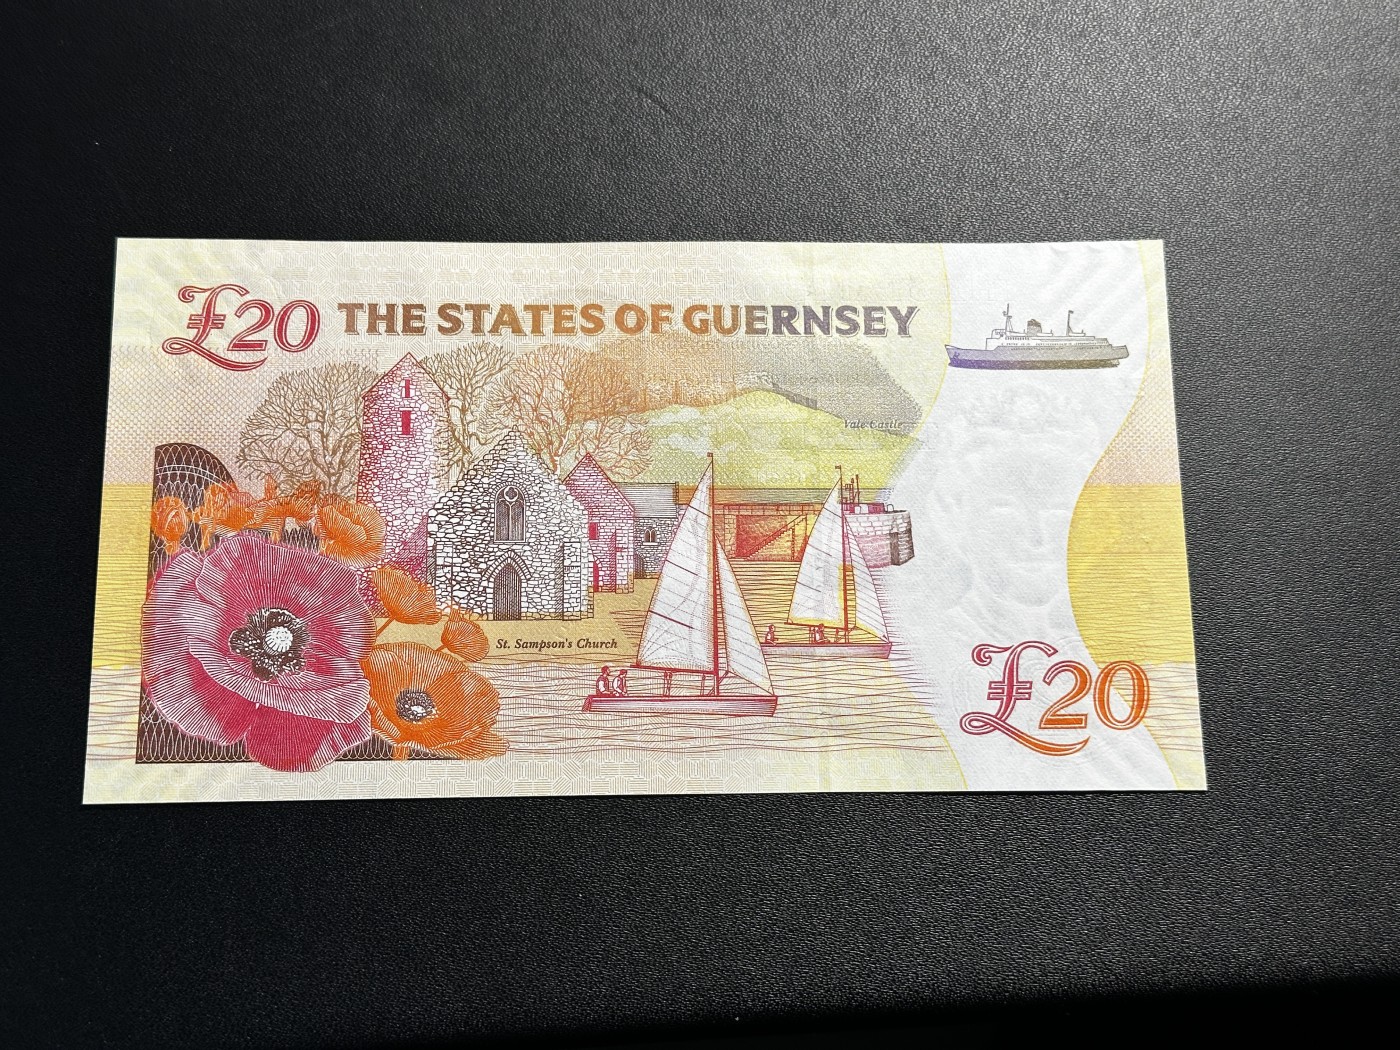 £20 THE STATES OF GUERNSEY
Vale Castle
St. Sampson's Church
£20